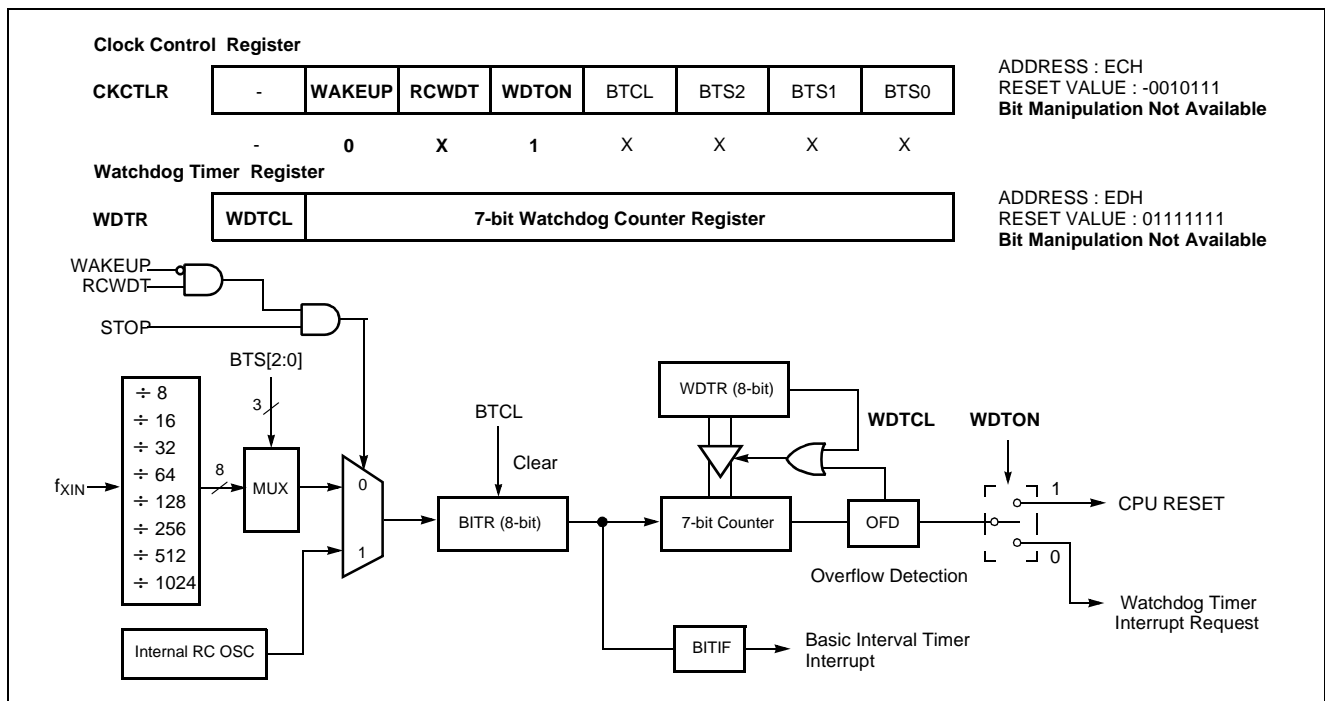 Clock Control Register
CKCTLR - WAKEUP RCWDT WDTON BTCL BTS2 BTS1 BTS0
ADDRESS : ECH
RESET VALUE : -0010111
Bit Manipulation Not Available
- 0 X 1 X X X X
Watchdog Timer Register
WDTR WDTCL 7-bit Watchdog Counter Register
ADDRESS : EDH
RESET VALUE : 01111111
Bit Manipulation Not Available
WAKEUP
RCWDT
STOP
BTS[2:0]
3
fXIN
÷ 8
÷ 16
÷ 32
÷ 64
÷ 128
÷ 256
÷ 512
÷ 1024
8
MUX
0
1
Internal RC OSC
BTCL
Clear
BITR (8-bit)
WDTR (8-bit)
WDTCL
7-bit Counter
OFD
Overflow Detection
WDTON
1
CPU RESET
0
Watchdog Timer
Interrupt Request
BITIF
Basic Interval Timer
Interrupt